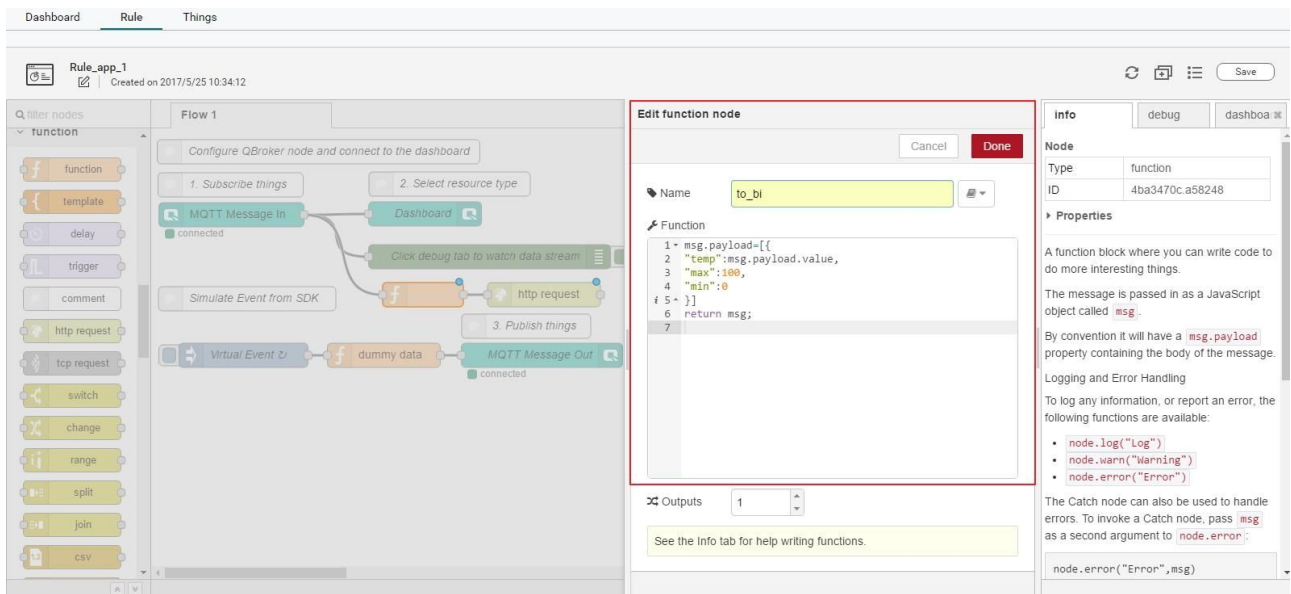 Dashboard Rule Things
Rule_app_1
Created on 2017/5/25 10:34:12
Save
filter nodes
function
function
template
delay
trigger
comment
http request
tcp request
switch
change
range
split
join
csv
Flow 1
Configure QBroker node and connect to the dashboard
1. Subscribe things
2. Select resource type
MQTT Message In
Dashboard
connected
Click debug tab to watch data stream
Simulate Event from SDK
f
http request
3. Publish things
Virtual Event ↻
dummy data
MQTT Message Out
connected
Edit function node
Cancel Done
Name
to_bi
Function
1 msg.payload=[{
2 "temp":msg.payload.value,
3 "max":100,
4 "min":0
i 5 }]
6 return msg;
7
Outputs
1
See the Info tab for help writing functions.
info debug dashboa
Node
Type function
ID 4ba3470c.a58248
Properties
A function block where you can write code to
do more interesting things.
The message is passed in as a JavaScript
object called msg.
By convention it will have a msg.payload
property containing the body of the message.
Logging and Error Handling
To log any information, or report an error, the
following functions are available:
• node.log("Log")
• node.warn("Warning")
• node.error("Error")
The Catch node can also be used to handle
errors. To invoke a Catch node, pass msg
as a second argument to node.error:
node.error("Error",msg)